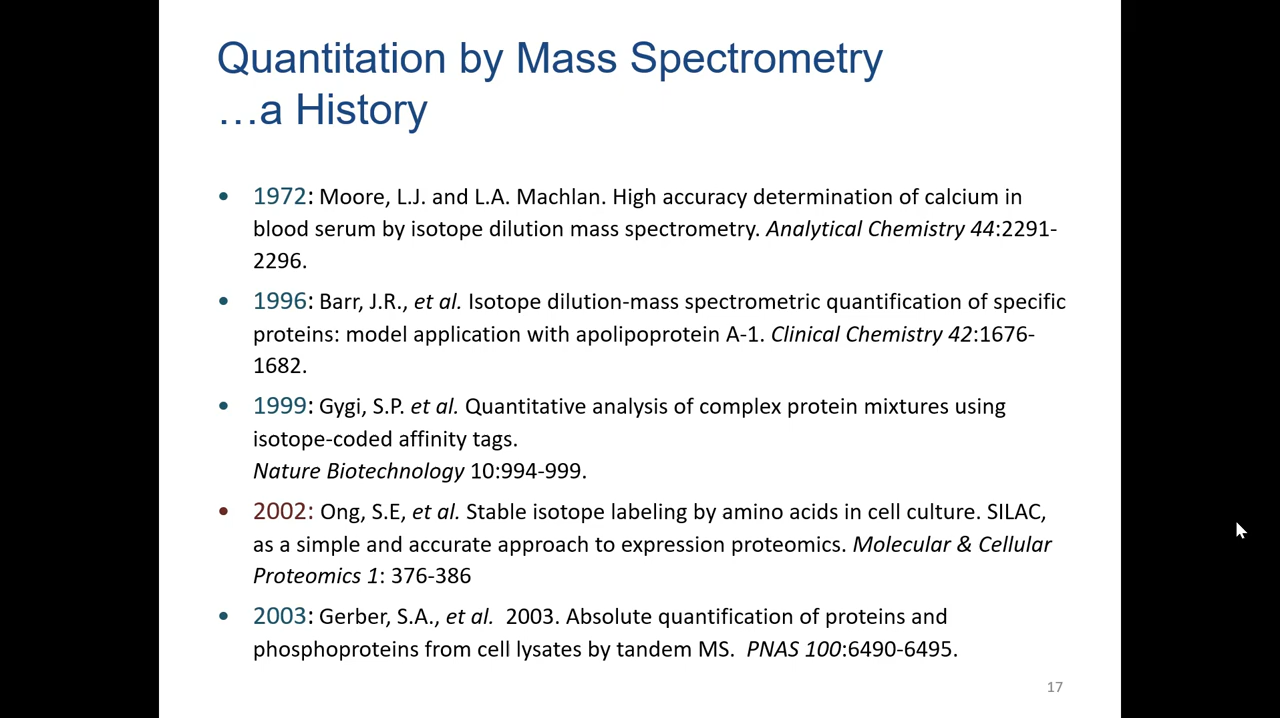 Quantitation by Mass Spectrometry
…a History
• 1972: Moore, L.J. and L.A. Machlan. High accuracy determination of calcium in
blood serum by isotope dilution mass spectrometry. Analytical Chemistry 44:2291-
2296.
• 1996: Barr, J.R., et al. Isotope dilution-mass spectrometric quantification of specific
proteins: model application with apolipoprotein A-1. Clinical Chemistry 42:1676-
1682.
• 1999: Gygi, S.P. et al. Quantitative analysis of complex protein mixtures using
isotope-coded affinity tags.
Nature Biotechnology 10:994-999.
• 2002: Ong, S.E, et al. Stable isotope labeling by amino acids in cell culture. SILAC,
as a simple and accurate approach to expression proteomics. Molecular & Cellular
Proteomics 1: 376-386
• 2003: Gerber, S.A., et al.  2003. Absolute quantification of proteins and
phosphoproteins from cell lysates by tandem MS.  PNAS 100:6490-6495.
17